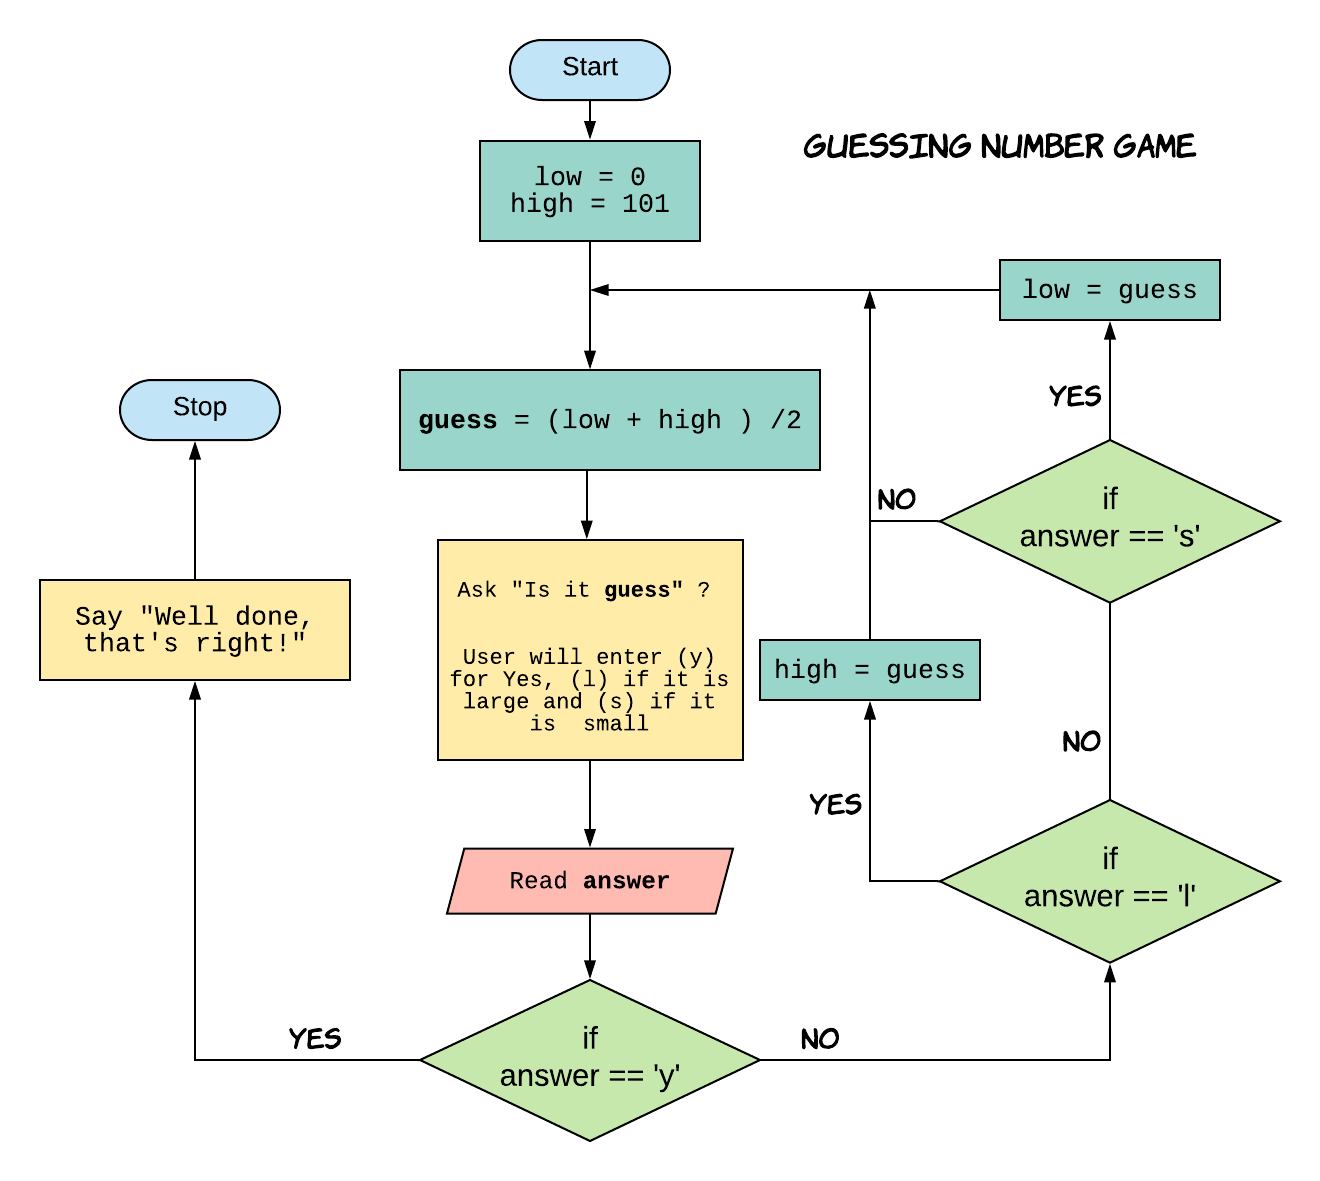 Start
GUESSING NUMBER GAME
low = 0
high = 101
low = guess
YES
Stop
guess = (low + high ) /2
NO
if
answer == 's'
Ask "Is it guess" ?
User will enter (y)
for Yes, (l) if it is
large and (s) if it
is  small
Say "Well done,
that's right!"
high = guess
NO
YES
if
answer == 'l'
Read answer
YES
if
answer == 'y'
NO